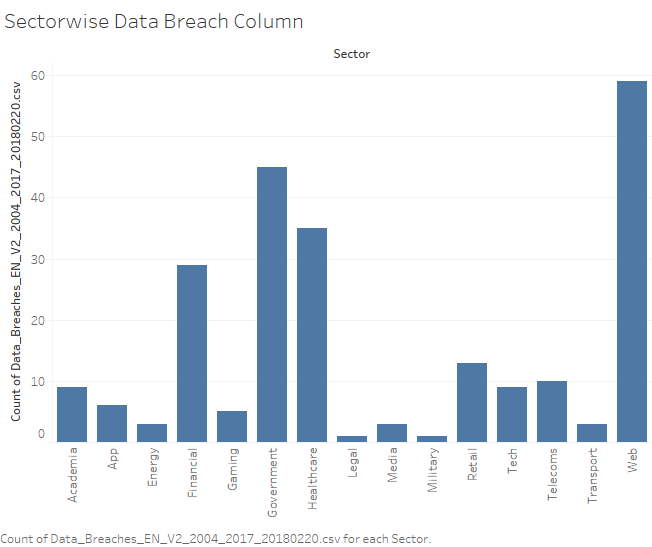 Sectorwise Data Breach Column
Sector
Count of Data_Breaches_EN_V2_2004_2017_20180220.csv
60
50
40
30
20
10
0
Academia
App
Energy
Financial
Gaming
Government
Healthcare
Legal
Media
Military
Retail
Tech
Telecoms
Transport
Web
Count of Data_Breaches_EN_V2_2004_2017_20180220.csv for each Sector.